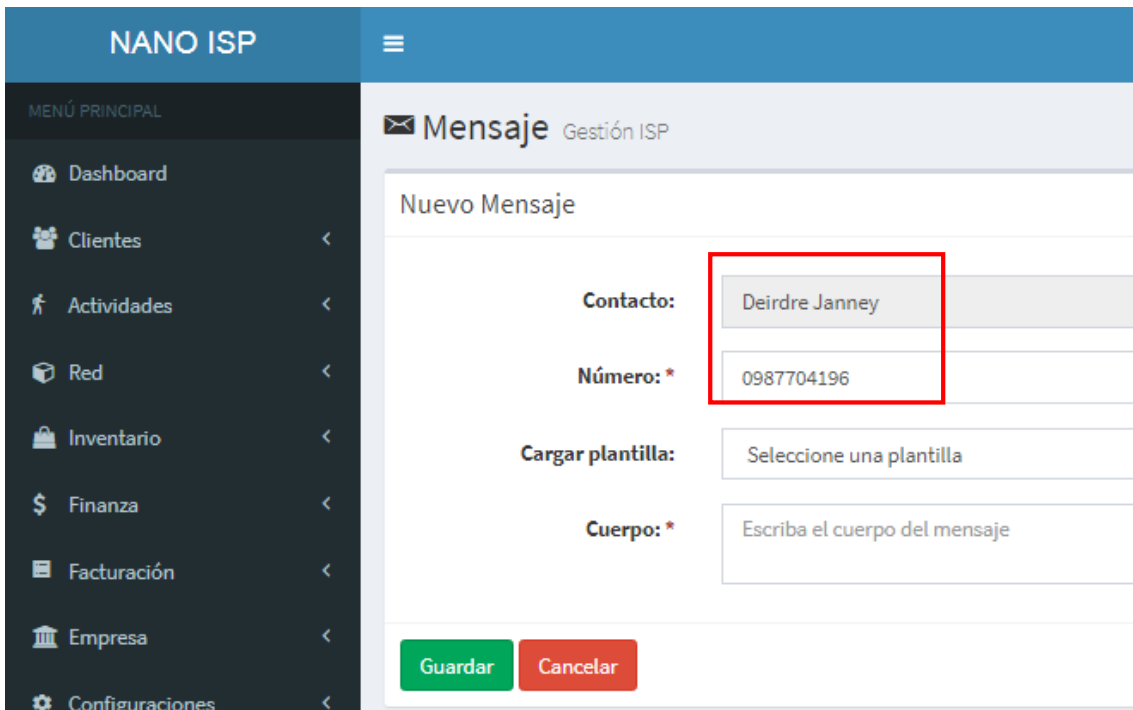 NANO ISP
MENÚ PRINCIPAL
Dashboard
Clientes
Actividades
Red
Inventario
Finanza
Facturación
Empresa
Configuraciones
Mensaje Gestión ISP
Nuevo Mensaje
Contacto: Deirdre Janney
Número: * 0987704196
Cargar plantilla: Seleccione una plantilla
Cuerpo: * Escriba el cuerpo del mensaje
Guardar Cancelar